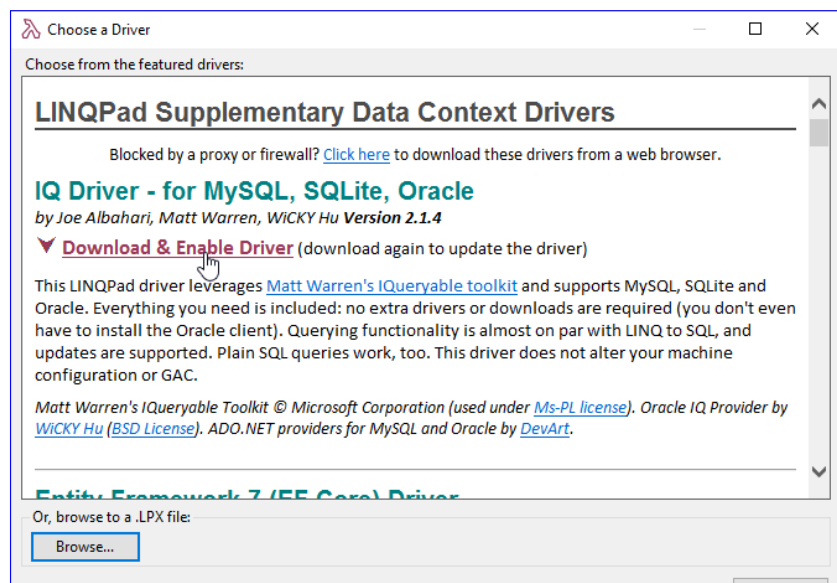 Choose a Driver
Choose from the featured drivers:
LINQPad Supplementary Data Context Drivers
Blocked by a proxy or firewall? Click here to download these drivers from a web browser.
IQ Driver - for MySQL, SQLite, Oracle
by Joe Albahari, Matt Warren, WiCKY Hu Version 2.1.4
Download & Enable Driver (download again to update the driver)
This LINQPad driver leverages Matt Warren's IQueryable toolkit and supports MySQL, SQLite and
Oracle. Everything you need is included: no extra drivers or downloads are required (you don't even
have to install the Oracle client). Querying functionality is almost on par with LINQ to SQL, and
updates are supported. Plain SQL queries work, too. This driver does not alter your machine
configuration or GAC.
Matt Warren's IQueryable Toolkit © Microsoft Corporation (used under Ms-PL license). Oracle IQ Provider by
WiCKY Hu (BSD License). ADO.NET providers for MySQL and Oracle by DevArt.
Entity Framework 7 (EF Core) Driver
Or, browse to a .LPX file:
Browse...